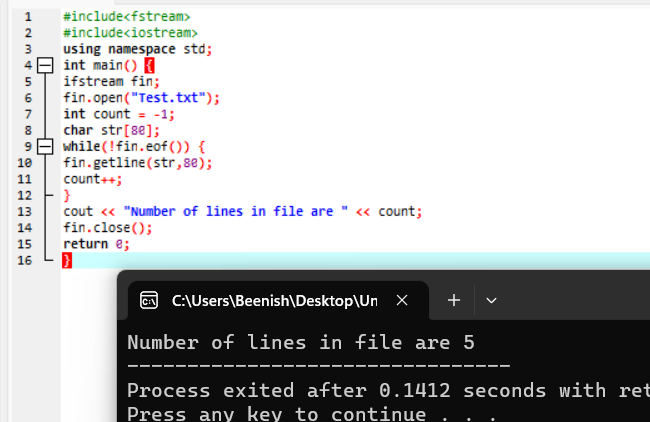 1 #include<fstream>
2 #include<iostream>
3 using namespace std;
4 int main() {
5 ifstream fin;
6 fin.open("Test.txt");
7 int count = -1;
8 char str[80];
9 while(!fin.eof()) {
10 fin.getline(str,80);
11 count++;
12 }
13 cout << "Number of lines in file are " << count;
14 fin.close();
15 return 0;
16 }
C:\Users\Beenish\Desktop\Un
Number of lines in file are 5
--------------------------------
Process exited after 0.1412 seconds with ret
Press any key to continue . . .